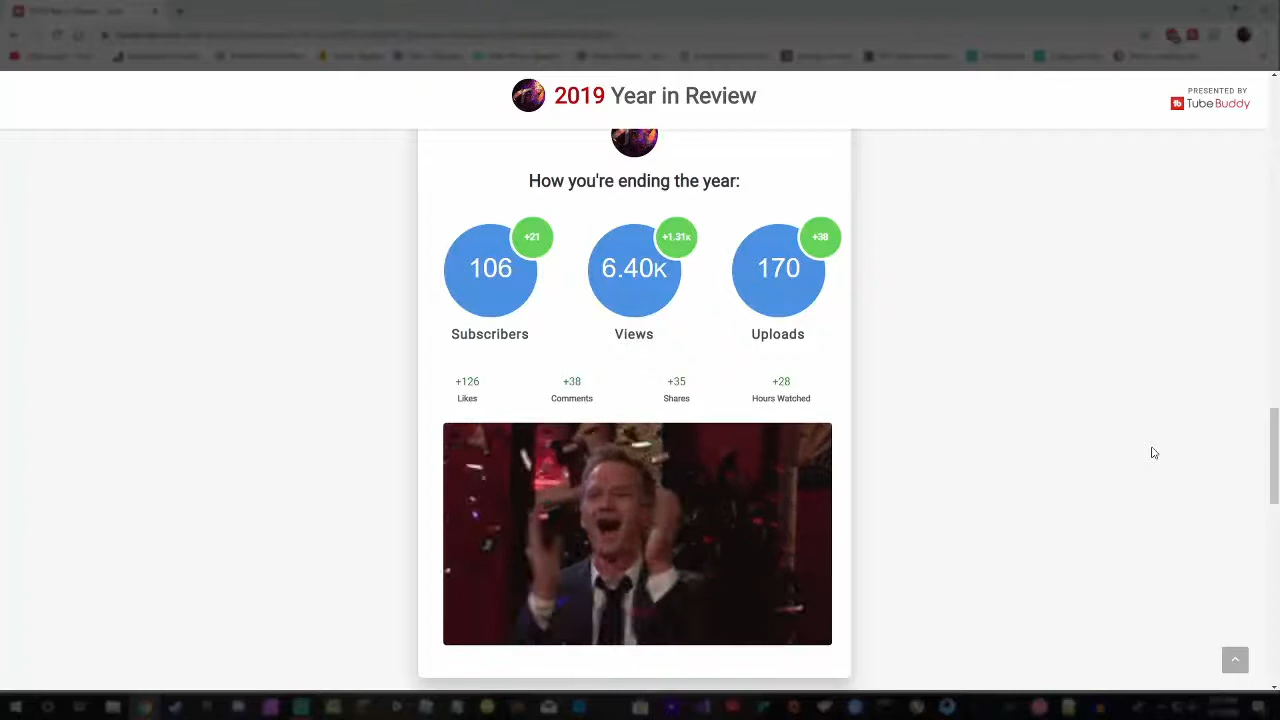 2019 Year in Review
PRESENTED BY
tb TubeBuddy
How you're ending the year:
+21
+1.31K
+38
106
6.40K
170
Subscribers
Views
Uploads
+126
+38
+35
+28
Likes
Comments
Shares
Hours Watched